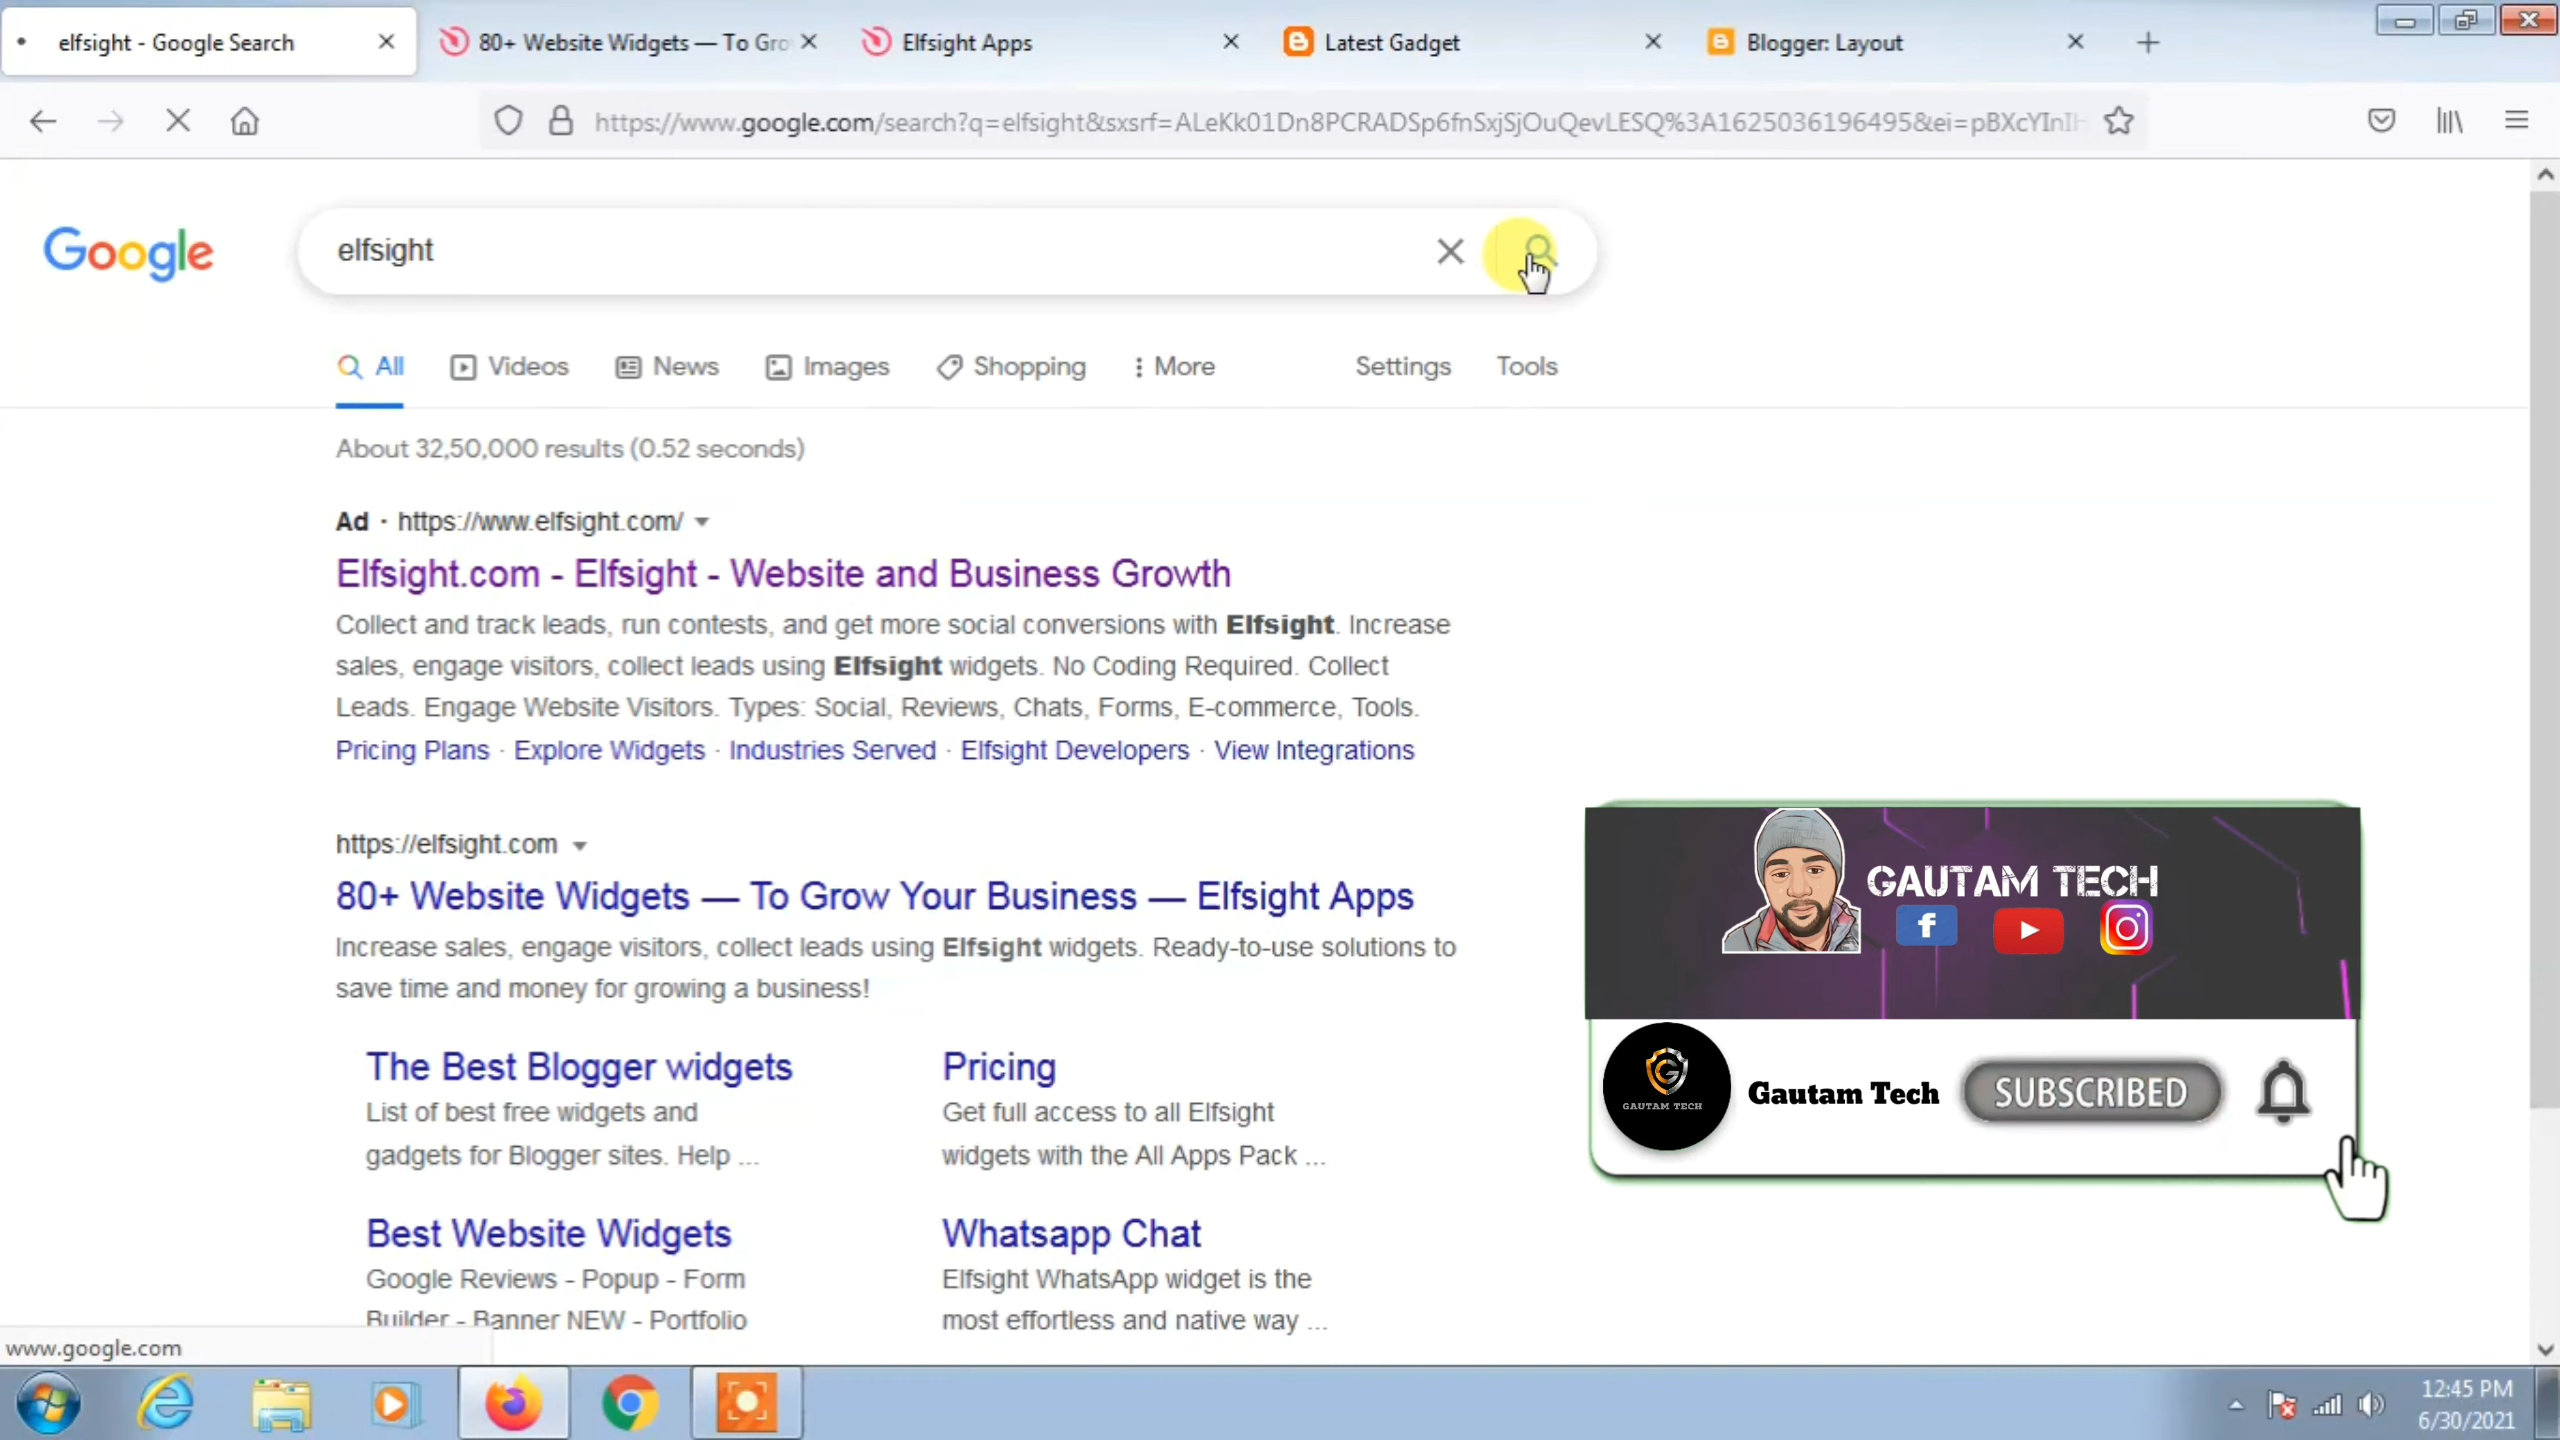 elfsight - Google Search
80+ Website Widgets — To Gro
Elfsight Apps
Latest Gadget
Blogger: Layout
https://www.google.com/search?q=elfsight&sxsrf=ALeKk01Dn8PCRADSp6fnSxjSjOuQevLESQ%3A1625036196495&ei=pBXcYInIH
Google
elfsight
All
Videos
News
Images
Shopping
More
Settings
Tools
About 32,50,000 results (0.52 seconds)
Ad · https://www.elfsight.com/
Elfsight.com - Elfsight - Website and Business Growth
Collect and track leads, run contests, and get more social conversions with Elfsight. Increase
sales, engage visitors, collect leads using Elfsight widgets. No Coding Required. Collect
Leads. Engage Website Visitors. Types: Social, Reviews, Chats, Forms, E-commerce, Tools.
Pricing Plans · Explore Widgets · Industries Served · Elfsight Developers · View Integrations
https://elfsight.com
80+ Website Widgets — To Grow Your Business — Elfsight Apps
Increase sales, engage visitors, collect leads using Elfsight widgets. Ready-to-use solutions to
save time and money for growing a business!
The Best Blogger widgets
List of best free widgets and
gadgets for Blogger sites. Help ...
Pricing
Get full access to all Elfsight
widgets with the All Apps Pack ...
Best Website Widgets
Google Reviews - Popup - Form
Builder - Banner NEW - Portfolio
Whatsapp Chat
Elfsight WhatsApp widget is the
most effortless and native way ...
GAUTAM TECH
GAUTAM TECH
Gautam Tech
SUBSCRIBED
www.google.com
12:45 PM
6/30/2021